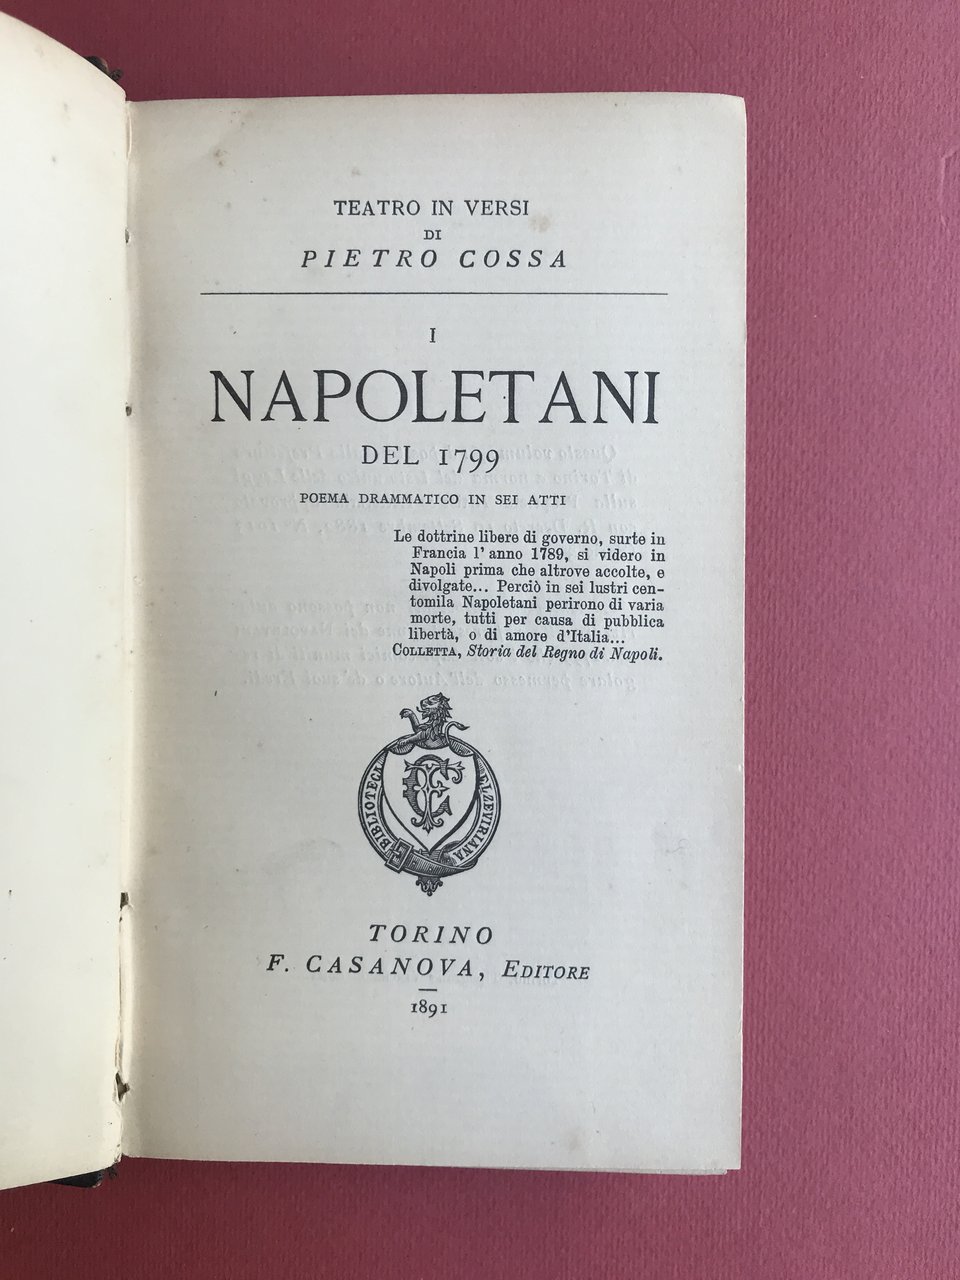 TEATRO IN VERSI
DI
PIETRO COSSA
I
NAPOLETANI
DEL 1799
POEMA DRAMMATICO IN SEI ATTI
Le dottrine libere di governo, surte in
Francia l' anno 1789, si videro in
Napoli prima che altrove accolte, e
divolgate... Perciò in sei lustri cen-
tomila Napoletani perirono di varia
morte, tutti per causa di pubblica
libertà, o di amore d'Italia...
COLLETTA, Storia del Regno di Napoli.
BIBLIOTECA ELZEVIRIANA
TORINO
F. CASANOVA, EDITORE
1891